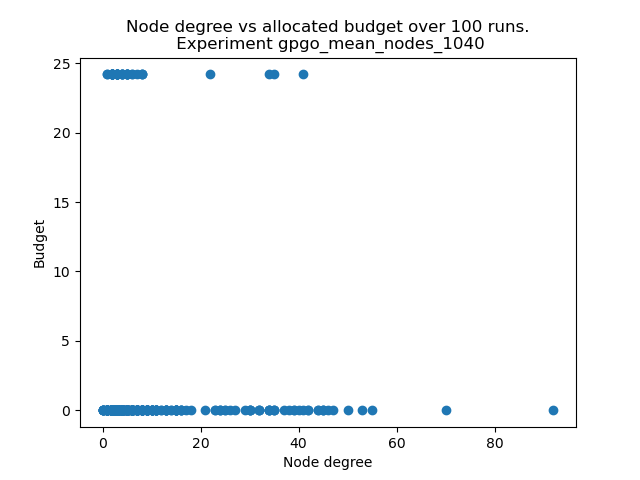 Node degree vs allocated budget over 100 runs.
Experiment gpgo_mean_nodes_1040
25
20
15
10
5
0
Budget
0 20 40 60 80
Node degree